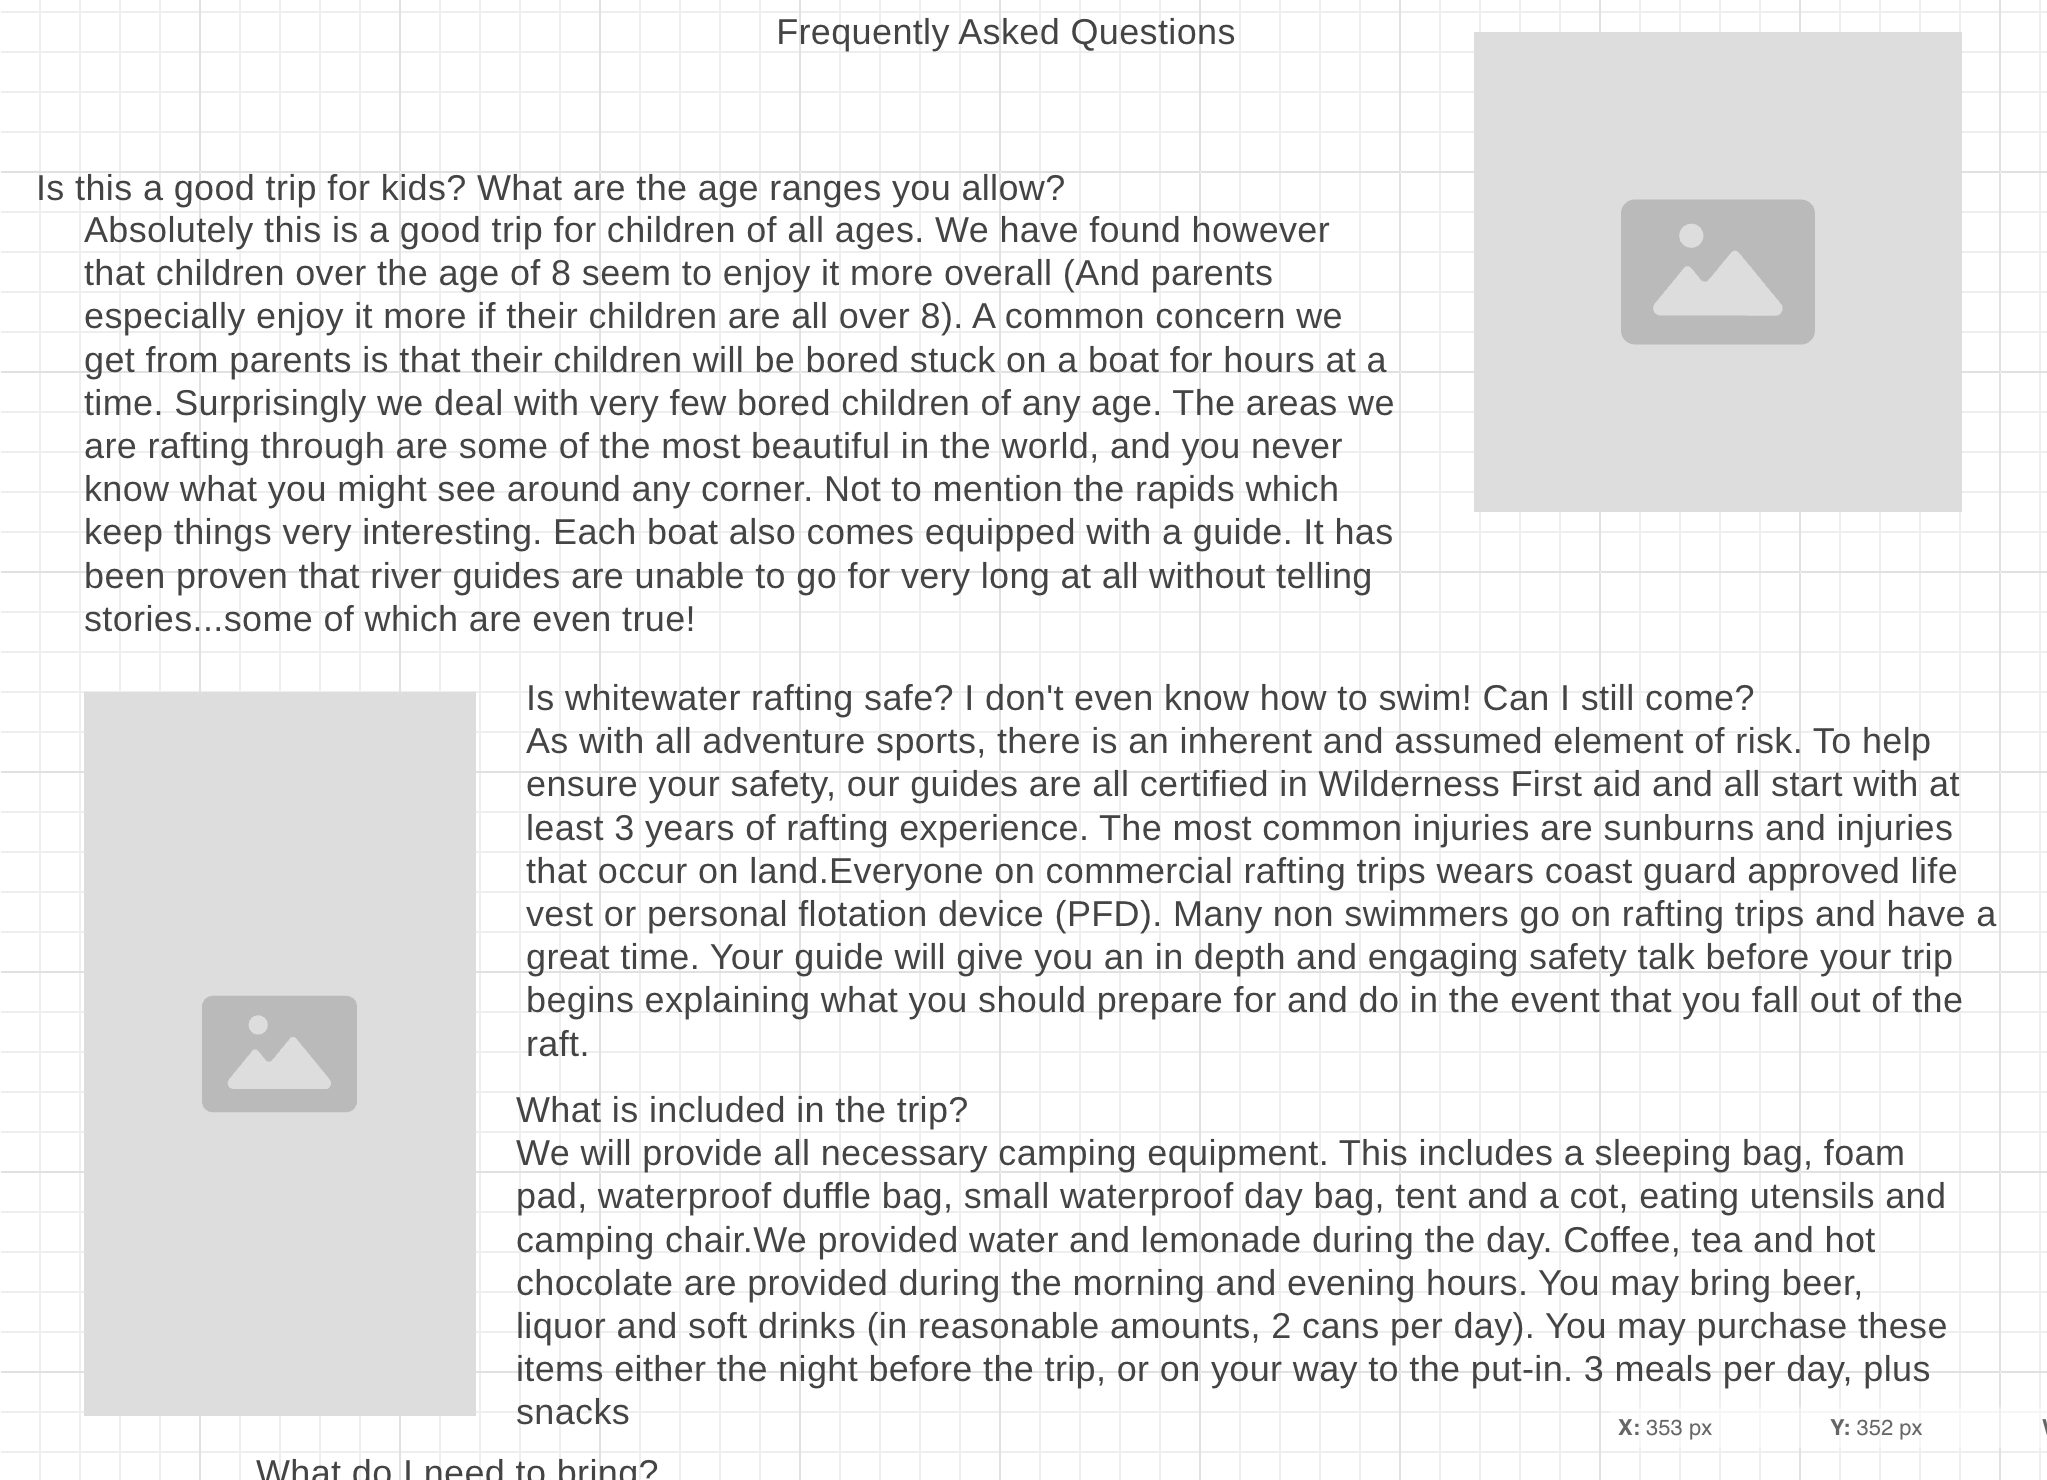 Frequently Asked Questions
Is this a good trip for kids? What are the age ranges you allow?
Absolutely this is a good trip for children of all ages. We have found however
that children over the age of 8 seem to enjoy it more overall (And parents
especially enjoy it more if their children are all over 8). A common concern we
get from parents is that their children will be bored stuck on a boat for hours at a
time. Surprisingly we deal with very few bored children of any age. The areas we
are rafting through are some of the most beautiful in the world, and you never
know what you might see around any corner. Not to mention the rapids which
keep things very interesting. Each boat also comes equipped with a guide. It has
been proven that river guides are unable to go for very long at all without telling
stories...some of which are even true!
Is whitewater rafting safe? I don't even know how to swim! Can I still come?
As with all adventure sports, there is an inherent and assumed element of risk. To help
ensure your safety, our guides are all certified in Wilderness First aid and all start with at
least 3 years of rafting experience. The most common injuries are sunburns and injuries
that occur on land.Everyone on commercial rafting trips wears coast guard approved life
vest or personal flotation device (PFD). Many non swimmers go on rafting trips and have a
great time. Your guide will give you an in depth and engaging safety talk before your trip
begins explaining what you should prepare for and do in the event that you fall out of the
raft.
What is included in the trip?
We will provide all necessary camping equipment. This includes a sleeping bag, foam
pad, waterproof duffle bag, small waterproof day bag, tent and a cot, eating utensils and
camping chair.We provided water and lemonade during the day. Coffee, tea and hot
chocolate are provided during the morning and evening hours. You may bring beer,
liquor and soft drinks (in reasonable amounts, 2 cans per day). You may purchase these
items either the night before the trip, or on your way to the put-in. 3 meals per day, plus
snacks
X: 353 px Y: 352 px
What do I need to bring?